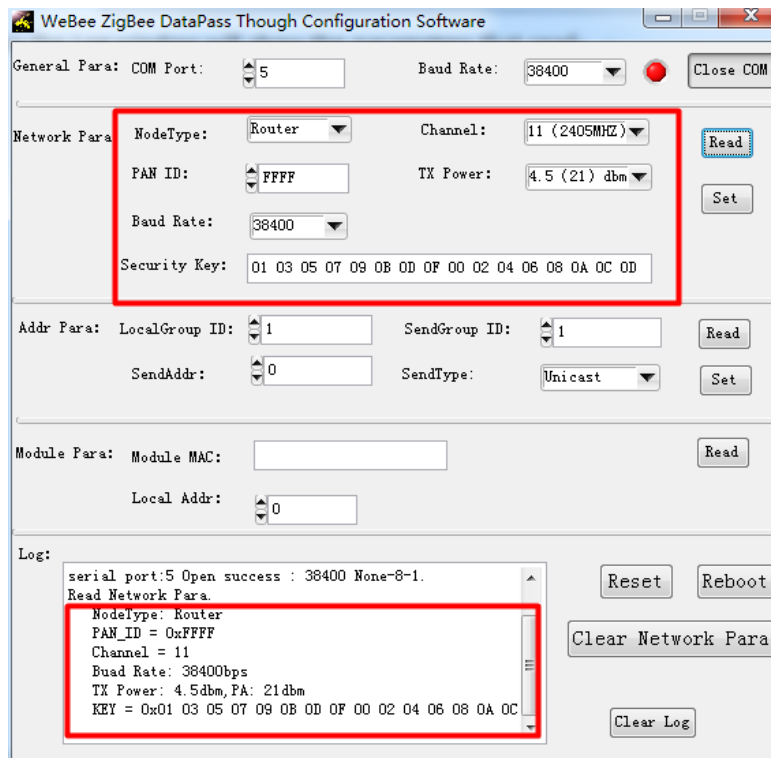 WeBee ZigBee DataPass Though Configuration Software
General Para: COM Port: 5 Baud Rate: 38400 Close COM
Network Para NodeType: Router Channel: 11 (2405MHZ) Read
PAN ID: FFFF TX Power: 4.5 (21) dbm Set
Baud Rate: 38400
Security Key: 01 03 05 07 09 0B 0D 0F 00 02 04 06 08 0A 0C 0D
Addr Para: LocalGroup ID: 1 SendGroup ID: 1 Read
SendAddr: 0 SendType: Unicast Set
Module Para: Module MAC: Read
Local Addr: 0
Log:
serial port:5 Open success : 38400 None-8-1.
Read Network Para.
NodeType: Router
PAN_ID = 0xFFFF
Channel = 11
Buad Rate: 38400bps
TX Power: 4.5dbm,PA: 21dbm
KEY = 0x01 03 05 07 09 0B 0D 0F 00 02 04 06 08 0A 0C
Reset Reboot
Clear Network Para
Clear Log